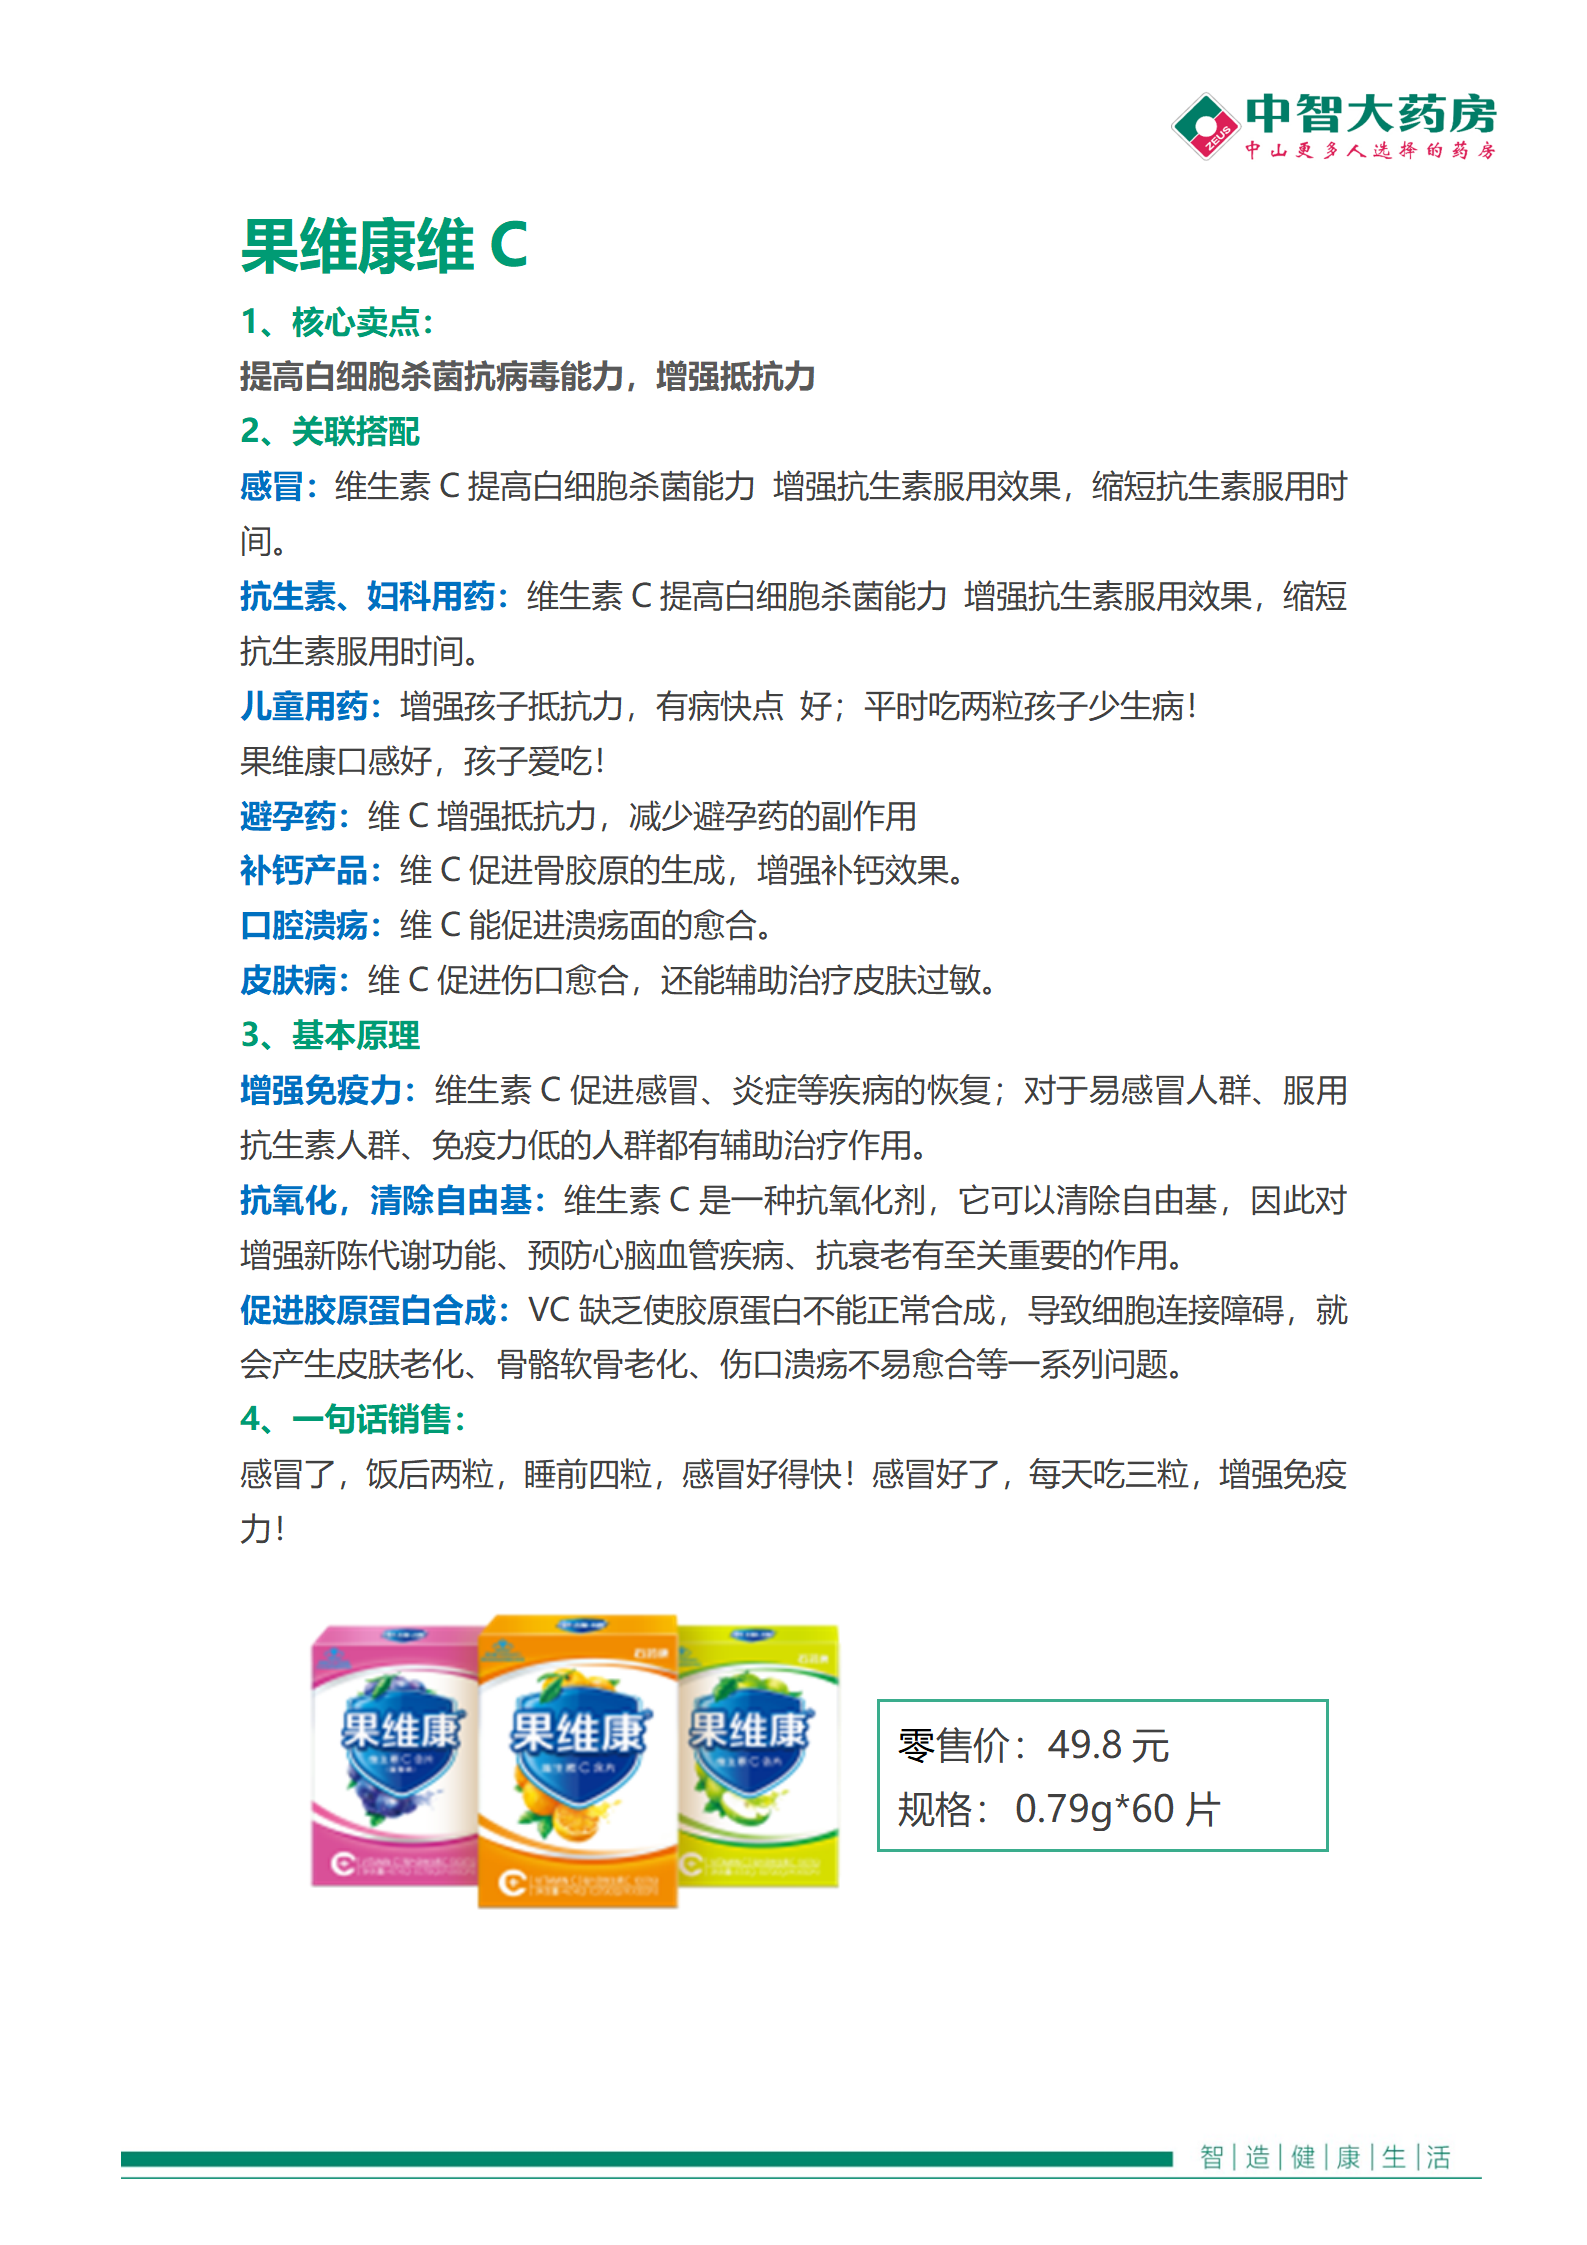 中智大药房
ZEUS
中山更多人选择的药房
果维康维 C
1、核心卖点：
提高白细胞杀菌抗病毒能力，增强抵抗力
2、关联搭配
感冒：维生素 C 提高白细胞杀菌能力 增强抗生素服用效果，缩短抗生素服用时
间。
抗生素、妇科用药：维生素 C 提高白细胞杀菌能力 增强抗生素服用效果，缩短
抗生素服用时间。
儿童用药：增强孩子抵抗力，有病快点 好；平时吃两粒孩子少生病！
果维康口感好，孩子爱吃！
避孕药：维 C 增强抵抗力，减少避孕药的副作用
补钙产品：维 C 促进骨胶原的生成，增强补钙效果。
口腔溃疡：维 C 能促进溃疡面的愈合。
皮肤病：维 C 促进伤口愈合，还能辅助治疗皮肤过敏。
3、基本原理
增强免疫力：维生素 C 促进感冒、炎症等疾病的恢复；对于易感冒人群、服用
抗生素人群、免疫力低的人群都有辅助治疗作用。
抗氧化，清除自由基：维生素 C 是一种抗氧化剂，它可以清除自由基，因此对
增强新陈代谢功能、预防心脑血管疾病、抗衰老有至关重要的作用。
促进胶原蛋白合成：VC 缺乏使胶原蛋白不能正常合成，导致细胞连接障碍，就
会产生皮肤老化、骨骼软骨老化、伤口溃疡不易愈合等一系列问题。
4、一句话销售：
感冒了，饭后两粒，睡前四粒，感冒好得快！感冒好了，每天吃三粒，增强免疫
力！
果维康
果维康
果维康
零售价：49.8 元
规格：0.79g*60 片
智|造|健|康|生|活